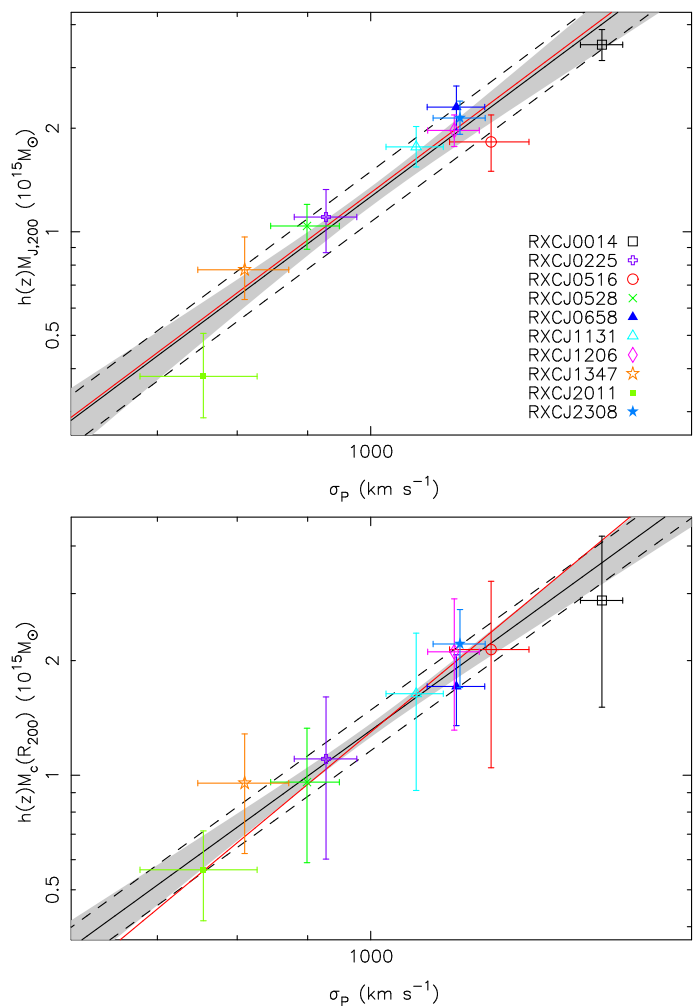 2
1
0.5
h(z)M_J,200 (10^15 M_⊙)
RXCJ0014
RXCJ0225
RXCJ0516
RXCJ0528
RXCJ0658
RXCJ1131
RXCJ1206
RXCJ1347
RXCJ2011
RXCJ2308
1000
σ_P (km s^−1)
2
1
0.5
h(z)M_c(R_200) (10^15 M_⊙)
1000
σ_P (km s^−1)